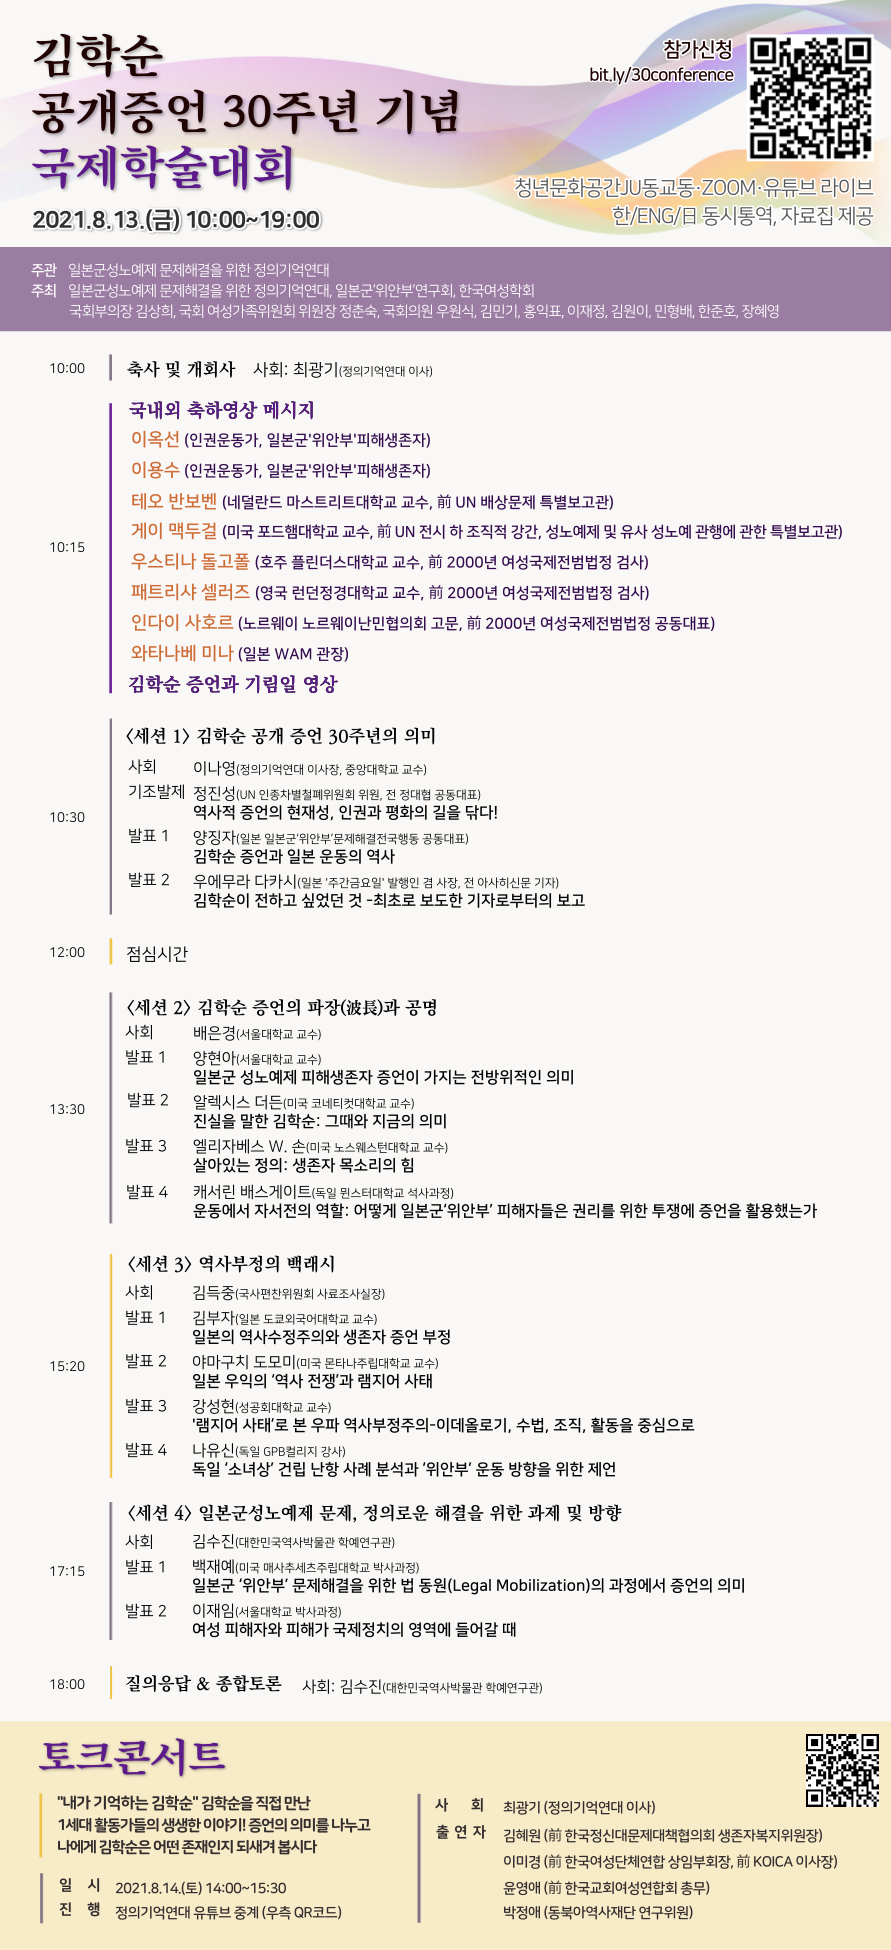 김학순
공개증언 30주년 기념
국제학술대회
2021.8.13.(금) 10:00~19:00
참가신청
bit.ly/30conference
청년문화공간JU동교동·ZOOM·유튜브 라이브
한/ENG/日 동시통역, 자료집 제공
주관 일본군성노예제 문제해결을 위한 정의기억연대
주최 일본군성노예제 문제해결을 위한 정의기억연대, 일본군'위안부'연구회, 한국여성학회
국회부의장 김상희, 국회 여성가족위원회 위원장 정춘숙, 국회의원 우원식, 김민기, 홍익표, 이재정, 김원이, 민형배, 한준호, 장혜영
10:00 축사 및 개회사 사회: 최광기(정의기억연대 이사)
10:15
국내외 축하영상 메시지
이옥선 (인권운동가, 일본군'위안부'피해생존자)
이용수 (인권운동가, 일본군'위안부'피해생존자)
테오 반보벤 (네덜란드 마스트리트대학교 교수, 前 UN 배상문제 특별보고관)
게이 맥두걸 (미국 포드햄대학교 교수, 前 UN 전시 하 조직적 강간, 성노예제 및 유사 성노예 관행에 관한 특별보고관)
우스티나 돌고폴 (호주 플린더스대학교 교수, 前 2000년 여성국제전범법정 검사)
패트리샤 셀러즈 (영국 런던정경대학교 교수, 前 2000년 여성국제전범법정 검사)
인다이 사호르 (노르웨이 노르웨이난민협의회 고문, 前 2000년 여성국제전범법정 공동대표)
와타나베 미나 (일본 WAM 관장)
김학순 증언과 기림일 영상
10:30
〈세션 1〉 김학순 공개 증언 30주년의 의미
사회 이나영(정의기억연대 이사장, 중앙대학교 교수)
기조발제 정진성(UN 인종차별철폐위원회 위원, 전 정대협 공동대표)
역사적 증언의 현재성, 인권과 평화의 길을 닦다!
발표 1 양징자(일본 일본군'위안부'문제해결전국행동 공동대표)
김학순 증언과 일본 운동의 역사
발표 2 우에무라 다카시(일본 '주간금요일' 발행인 겸 사장, 전 아사히신문 기자)
김학순이 전하고 싶었던 것 -최초로 보도한 기자로부터의 보고
12:00 점심시간
13:30
〈세션 2〉 김학순 증언의 파장(波長)과 공명
사회 배은경(서울대학교 교수)
발표 1 양현아(서울대학교 교수)
일본군 성노예제 피해생존자 증언이 가지는 전방위적인 의미
발표 2 알렉시스 더든(미국 코네티컷대학교 교수)
진실을 말한 김학순: 그때와 지금의 의미
발표 3 엘리자베스 W. 손(미국 노스웨스턴대학교 교수)
살아있는 정의: 생존자 목소리의 힘
발표 4 캐서린 배스게이트(독일 뮌스터대학교 석사과정)
운동에서 자서전의 역할: 어떻게 일본군'위안부' 피해자들은 권리를 위한 투쟁에 증언을 활용했는가
15:20
〈세션 3〉 역사부정의 백래시
사회 김득중(국사편찬위원회 사료조사실장)
발표 1 김부자(일본 도쿄외국어대학교 교수)
일본의 역사수정주의와 생존자 증언 부정
발표 2 야마구치 도모미(미국 몬타나주립대학교 교수)
일본 우익의 '역사 전쟁'과 램지어 사태
발표 3 강성현(성공회대학교 교수)
'램지어 사태'로 본 우파 역사부정주의-이데올로기, 수법, 조직, 활동을 중심으로
발표 4 나유신(독일 GPB컬리지 강사)
독일 '소녀상' 건립 난항 사례 분석과 '위안부' 운동 방향을 위한 제언
17:15
〈세션 4〉 일본군성노예제 문제, 정의로운 해결을 위한 과제 및 방향
사회 김수진(대한민국역사박물관 학예연구관)
발표 1 백재예(미국 매사추세츠주립대학교 박사과정)
일본군 '위안부' 문제해결을 위한 법 동원(Legal Mobilization)의 과정에서 증언의 의미
발표 2 이재임(서울대학교 박사과정)
여성 피해자와 피해가 국제정치의 영역에 들어갈 때
18:00 질의응답 & 종합토론 사회: 김수진(대한민국역사박물관 학예연구관)
토크콘서트
"내가 기억하는 김학순" 김학순을 직접 만난
1세대 활동가들의 생생한 이야기! 증언의 의미를 나누고
나에게 김학순은 어떤 존재인지 되새겨 봅시다
일 시 2021.8.14.(토) 14:00~15:30
진 행 정의기억연대 유튜브 중계 (우측 QR코드)
사 회 최광기 (정의기억연대 이사)
출 연 자 김혜원 (前 한국정신대문제대책협의회 생존자복지위원장)
이미경 (前 한국여성단체연합 상임부회장, 前 KOICA 이사장)
윤영애 (前 한국교회여성연합회 총무)
박정애 (동북아역사재단 연구위원)